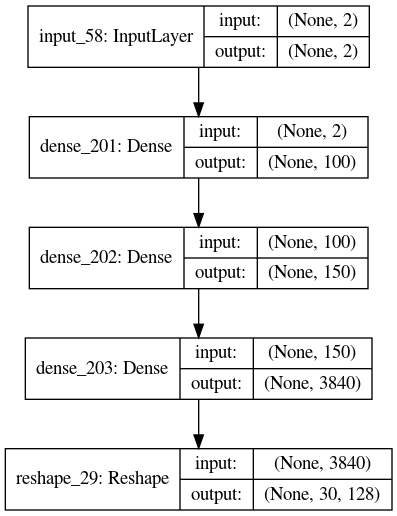 input_58: InputLayer
input: (None, 2)
output: (None, 2)
dense_201: Dense
input: (None, 2)
output: (None, 100)
dense_202: Dense
input: (None, 100)
output: (None, 150)
dense_203: Dense
input: (None, 150)
output: (None, 3840)
reshape_29: Reshape
input: (None, 3840)
output: (None, 30, 128)